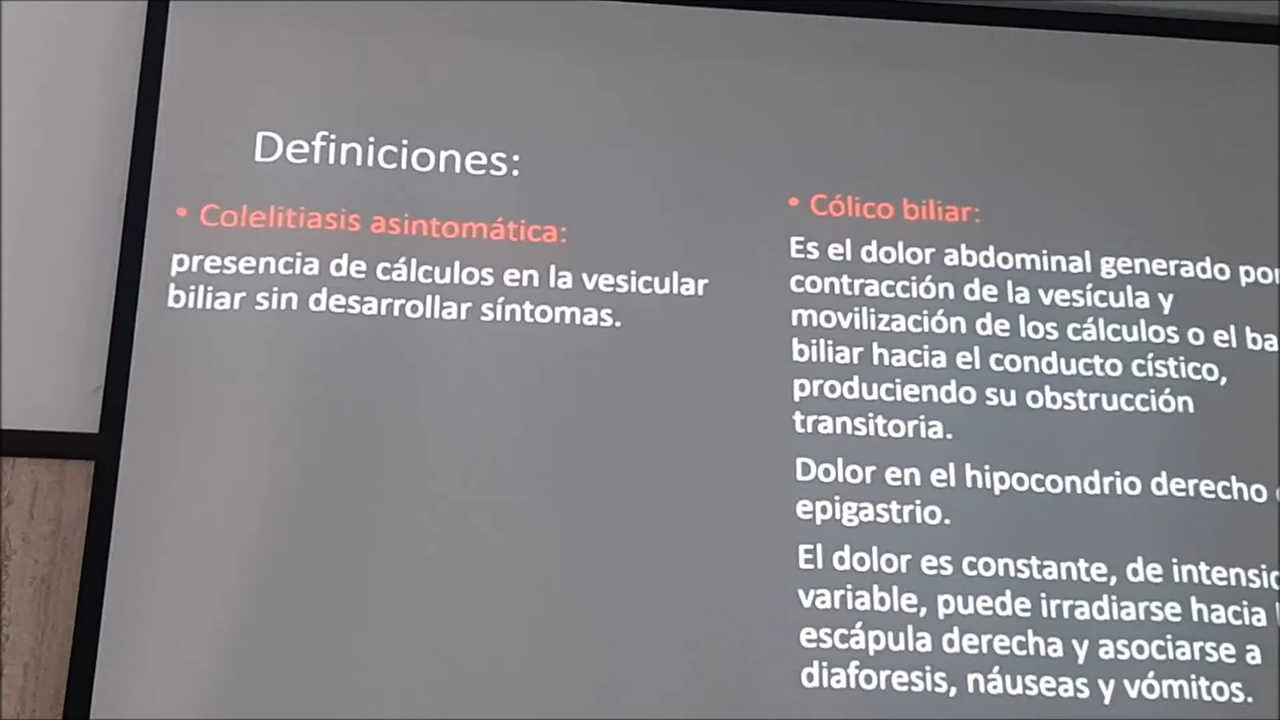 Definiciones:
• Colelitiasis asintomática:
presencia de cálculos en la vesicular
biliar sin desarrollar síntomas.
• Cólico biliar:
Es el dolor abdominal generado por
contracción de la vesícula y
movilización de los cálculos o el
biliar hacia el conducto cístico,
produciendo su obstrucción
transitoria.
Dolor en el hipocondrio derecho
epigastrio.
El dolor es constante, de
variable, puede irradiarse hacia
escápula derecha y asociarse a
diaforesis, náuseas y vómitos.